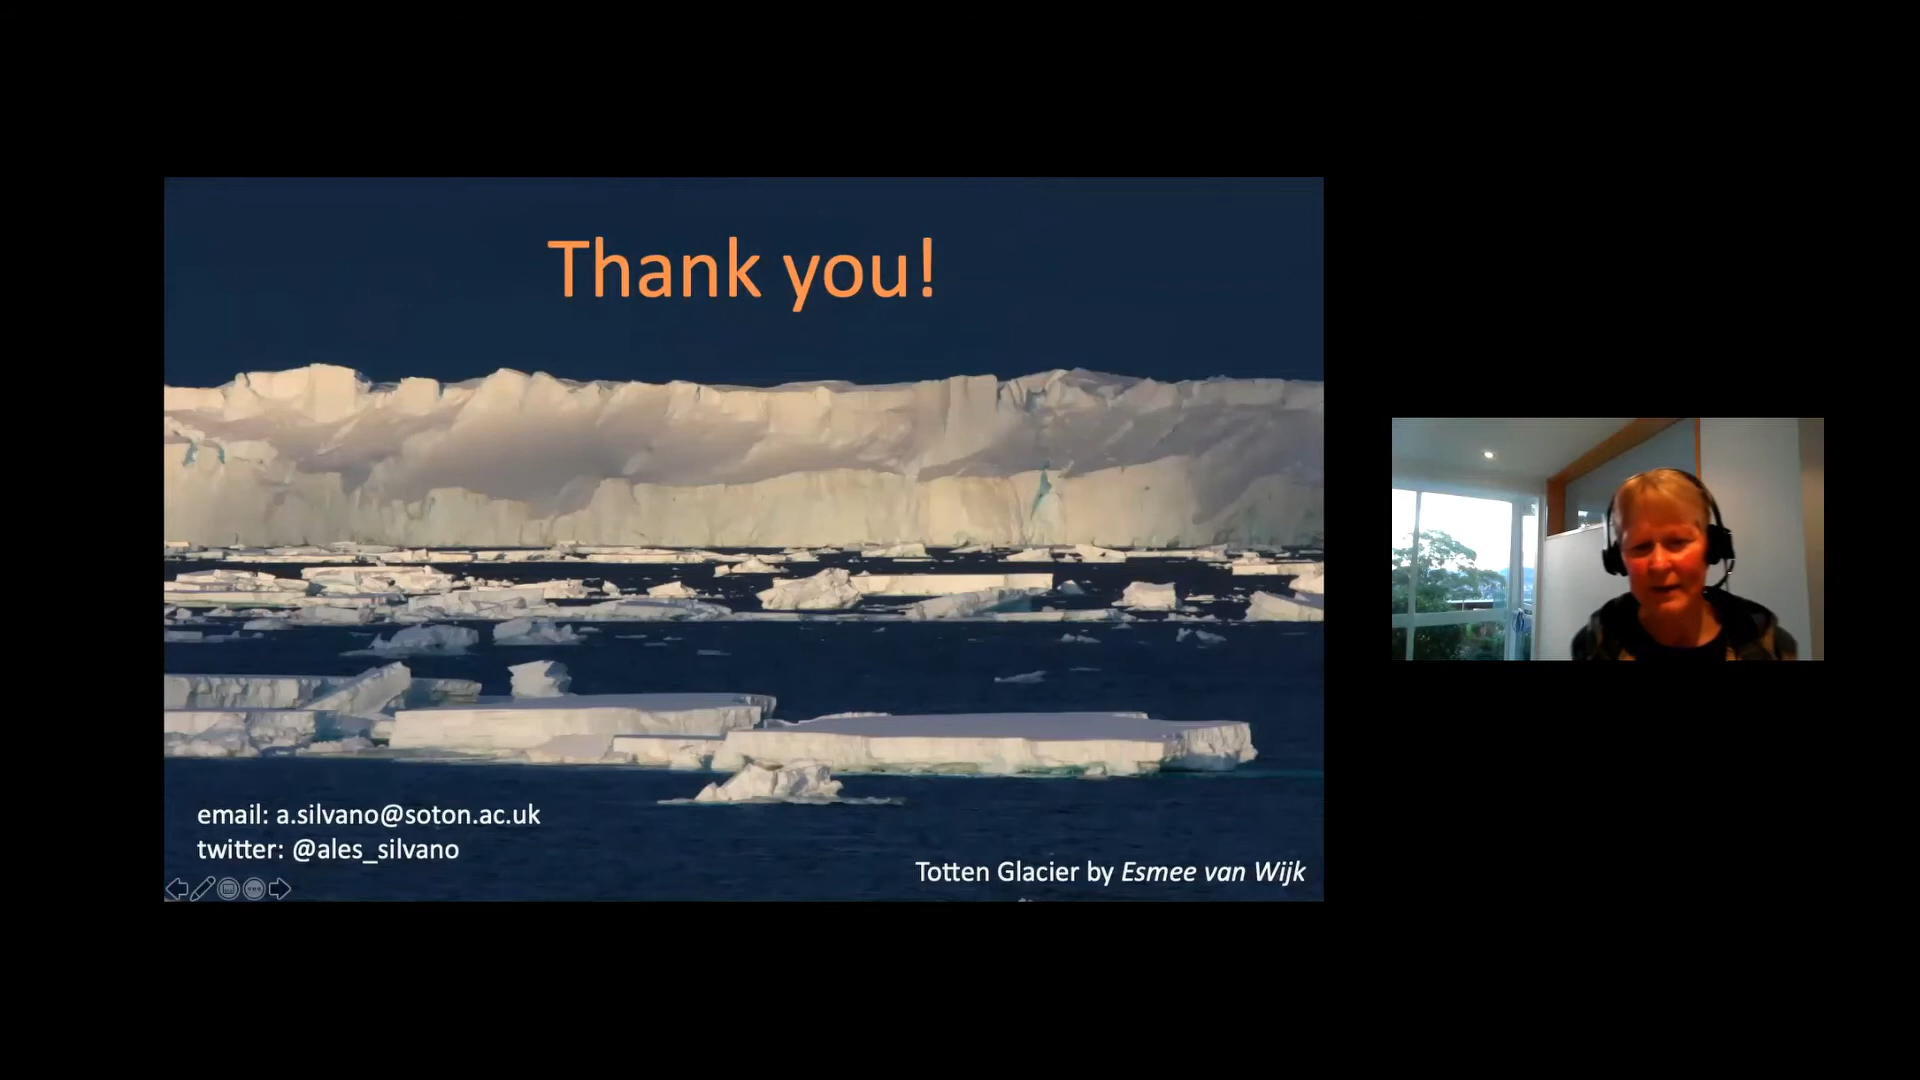 Thank you!
email: a.silvano@soton.ac.uk
twitter: @ales_silvano
Totten Glacier by Esmee van Wijk